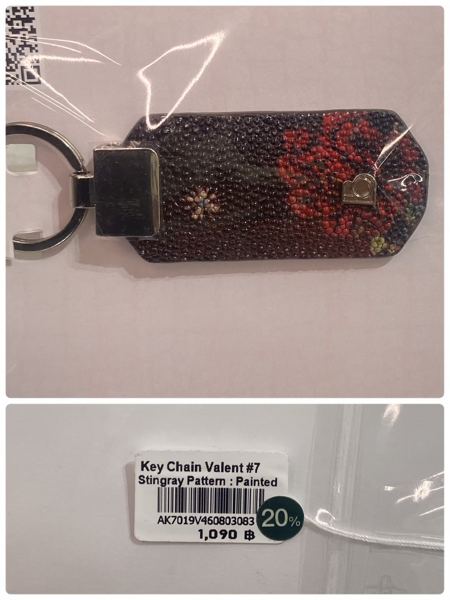 Key Chain Valent #7
Stingray Pattern : Painted
AK7019V460803083
20%
1,090 ฿